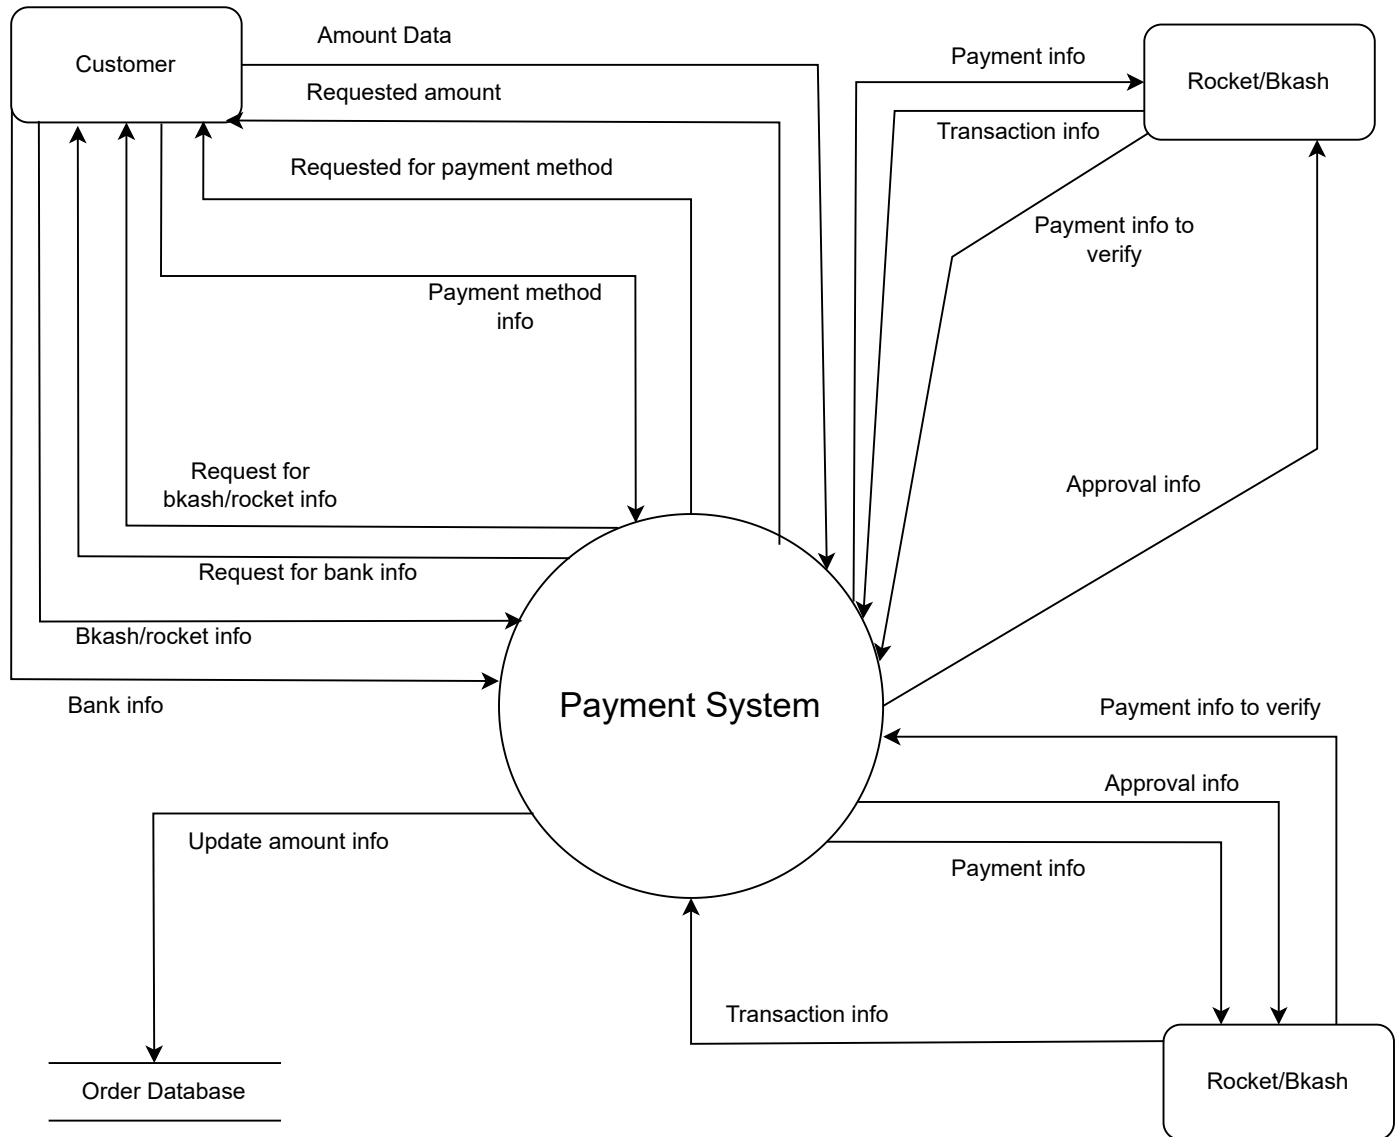 Customer
Amount Data
Requested amount
Requested for payment method
Payment method
info
Payment info
Rocket/Bkash
Transaction info
Payment info to
verify
Approval info
Request for
bkash/rocket info
Request for bank info
Bkash/rocket info
Bank info
Payment System
Payment info to verify
Approval info
Payment info
Update amount info
Transaction info
Order Database
Rocket/Bkash